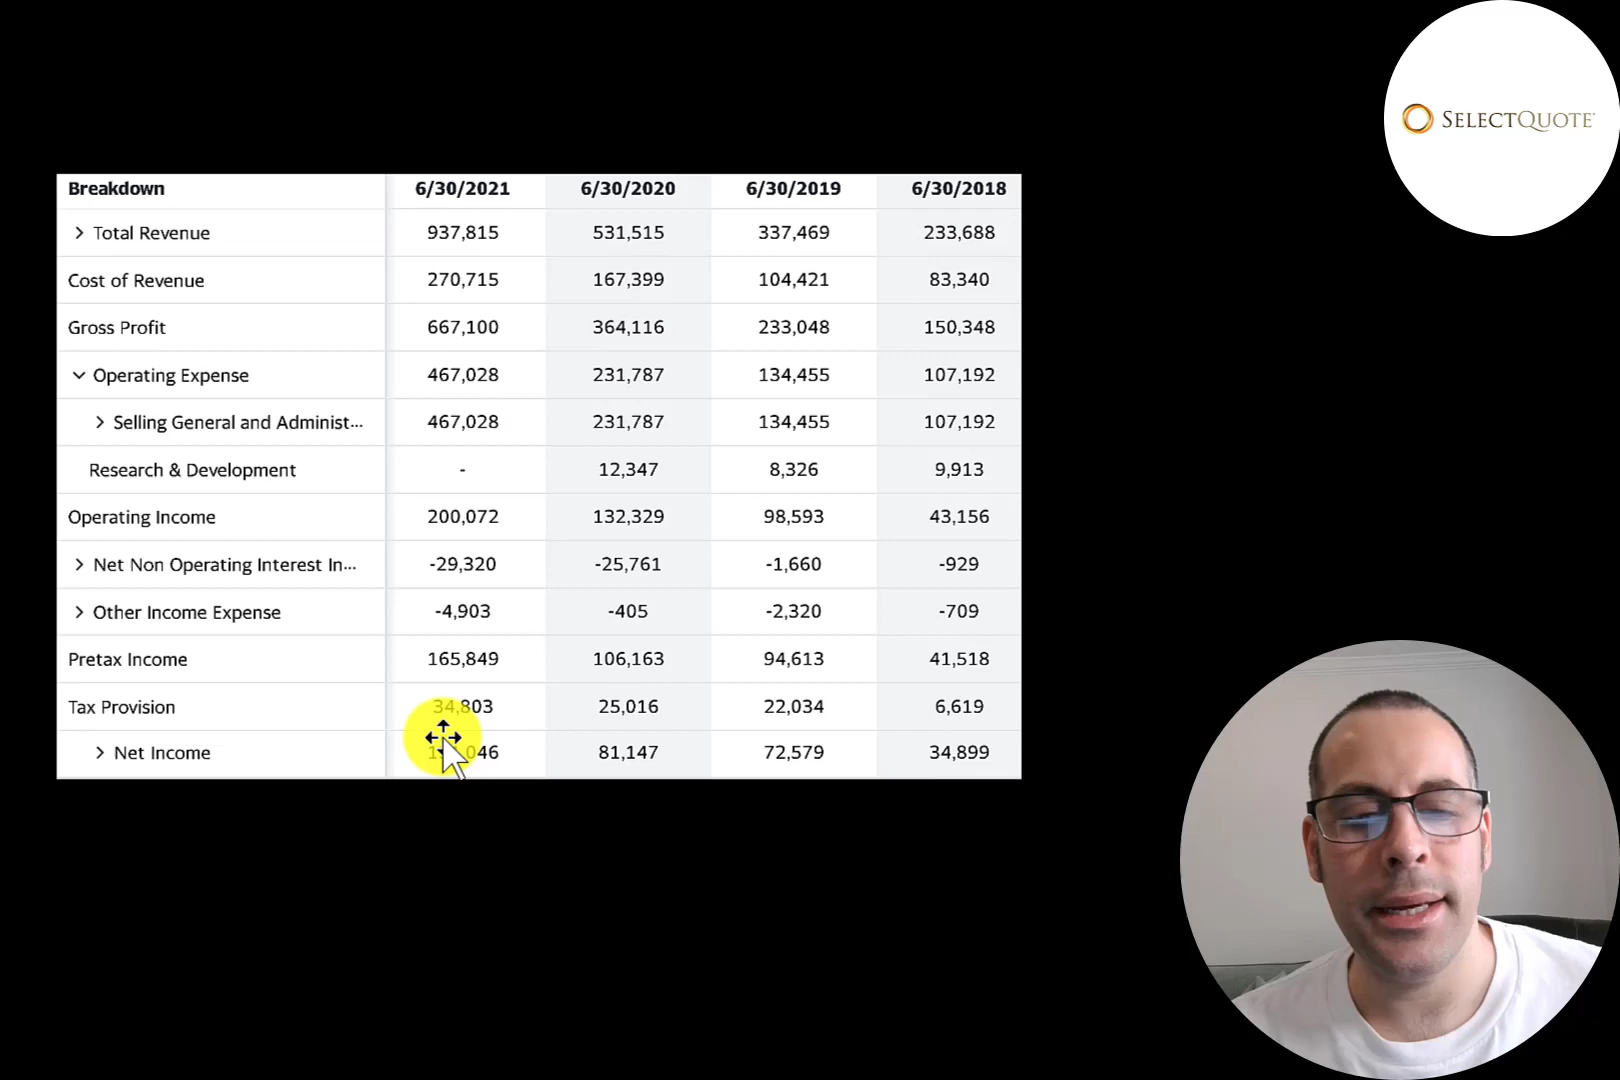 SELECTQUOTE
Breakdown 6/30/2021 6/30/2020 6/30/2019 6/30/2018
Total Revenue 937,815 531,515 337,469 233,688
Cost of Revenue 270,715 167,399 104,421 83,340
Gross Profit 667,100 364,116 233,048 150,348
Operating Expense 467,028 231,787 134,455 107,192
Selling General and Administ... 467,028 231,787 134,455 107,192
Research & Development - 12,347 8,326 9,913
Operating Income 200,072 132,329 98,593 43,156
Net Non Operating Interest In... -29,320 -25,761 -1,660 -929
Other Income Expense -4,903 -405 -2,320 -709
Pretax Income 165,849 106,163 94,613 41,518
Tax Provision 34,803 25,016 22,034 6,619
Net Income 81,147 72,579 34,899